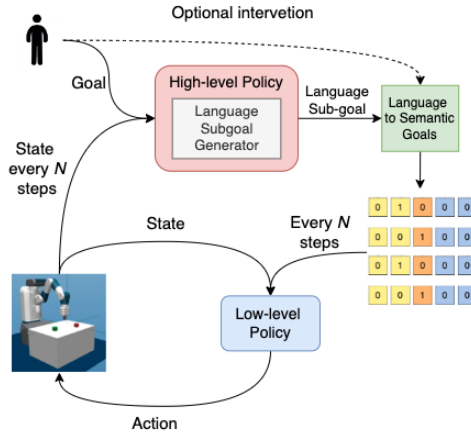 Optional intervetion
Goal
High-level Policy
Language
Subgoal
Generator
Language
Sub-goal
Language
to Semantic
Goals
State
every N
steps
0 1 0 0 0
0 0 1 0 0
0 1 0 0 0
0 0 1 0 0
Every N
steps
State
Low-level
Policy
Action